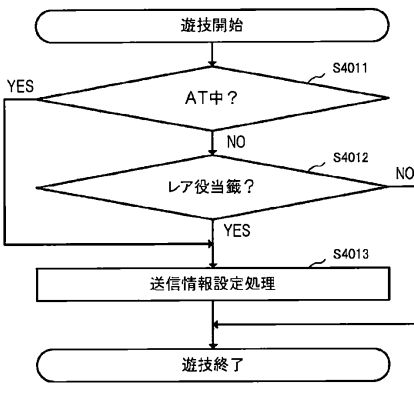 遊技開始
S4011
YES
AT中?
NO
S4012
NO
レア役当籤?
YES
S4013
送信情報設定処理
遊技終了